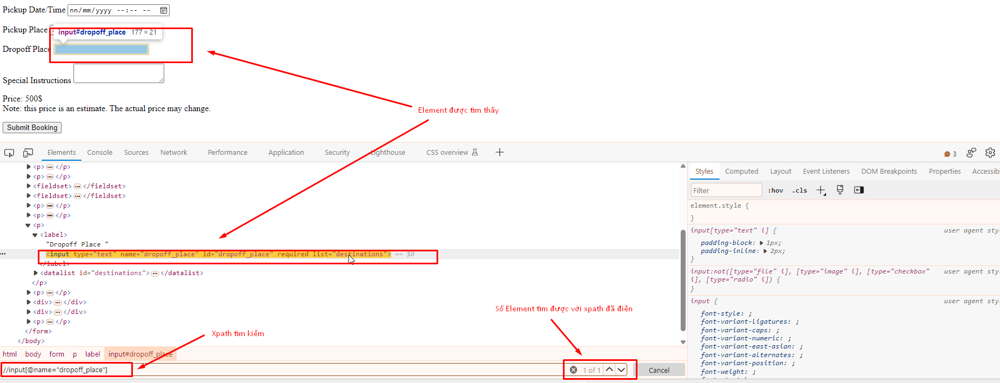 Pickup Date/Time nn/mm/yyyy --:-- --
Pickup Place
input#dropoff_place 177 × 21
Dropoff Place
Special Instructions
Price: 500$
Note: this price is an estimate. The actual price may change.
Element được tìm thấy
Submit Booking
Elements Console Sources Network Performance Application Security Lighthouse CSS overview 3
<p> ••• </p>
<p> ••• </p>
<fieldset> ••• </fieldset>
<fieldset> ••• </fieldset>
<p> ••• </p>
<p> ••• </p>
<p>
<label>
"Dropoff Place "
••• <input type="text" name="dropoff_place" id="dropoff_place" required list="destinations"> == $0
</label>
<datalist id="destinations"> ••• </datalist>
</p>
<p> ••• </p>
<div> ••• </div>
<div> ••• </div>
<p> ••• </p>
</form>
</body>
Số Element tìm được với xpath đã điền
Xpath tìm kiếm
html body form p label input#dropoff_place
//input[@name="dropoff_place"] 1 of 1 Cancel
Styles Computed Layout Event Listeners DOM Breakpoints Properties Accessibi
Filter :hov .cls
element.style {
}
input[type="text" i] { user agent sty
padding-block: 1px;
padding-inline: 2px;
}
input:not([type="file" i], [type="image" i], [type="checkbox" user agent sty
i], [type="radio" i]) {
}
input { user agent sty
font-style: ;
font-variant-ligatures: ;
font-variant-caps: ;
font-variant-numeric: ;
font-variant-east-asian: ;
font-variant-alternates: ;
font-variant-position: ;
font-weight: ;